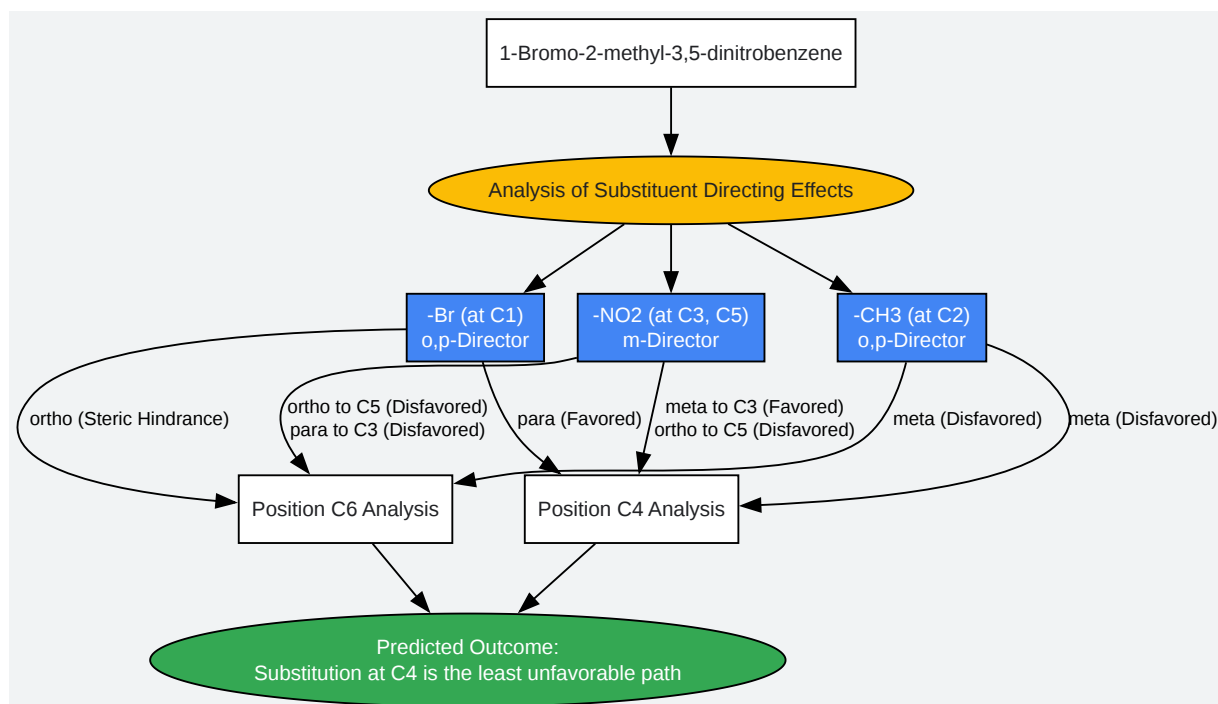 1-Bromo-2-methyl-3,5-dinitrobenzene
Analysis of Substituent Directing Effects
-Br (at C1)
o,p-Director
-NO2 (at C3, C5)
m-Director
-CH3 (at C2)
o,p-Director
ortho (Steric Hindrance)
ortho to C5 (Disfavored)
para to C3 (Disfavored)
para (Favored)
meta to C3 (Favored)
ortho to C5 (Disfavored)
meta (Disfavored)
meta (Disfavored)
Position C6 Analysis
Position C4 Analysis
Predicted Outcome:
Substitution at C4 is the least unfavorable path